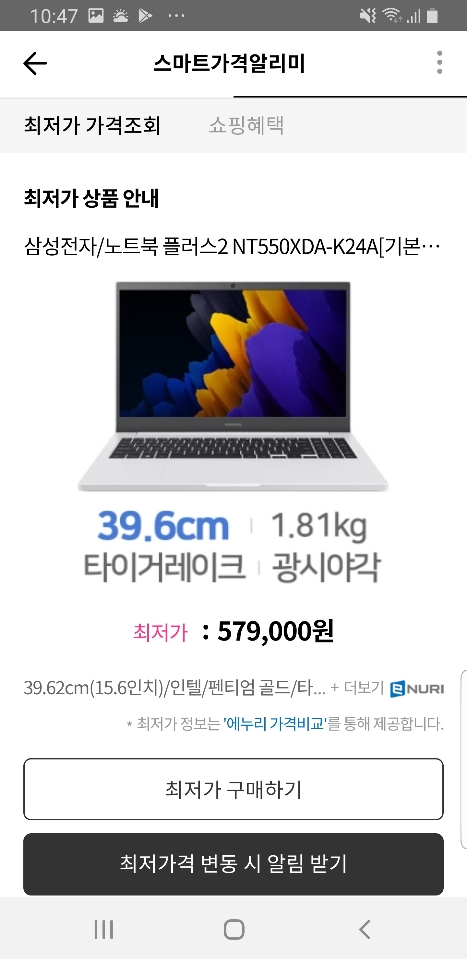 10:47
스마트가격알리미
최저가 가격조회 쇼핑혜택
최저가 상품 안내
삼성전자/노트북 플러스2 NT550XDA-K24A[기본…
SAMSUNG
39.6cm | 1.81kg
타이거레이크 | 광시야각
최저가 : 579,000원
39.62cm(15.6인치)/인텔/펜티엄 골드/타... + 더보기 ENURI
* 최저가 정보는 '에누리 가격비교'를 통해 제공합니다.
최저가 구매하기
최저가격 변동 시 알림 받기